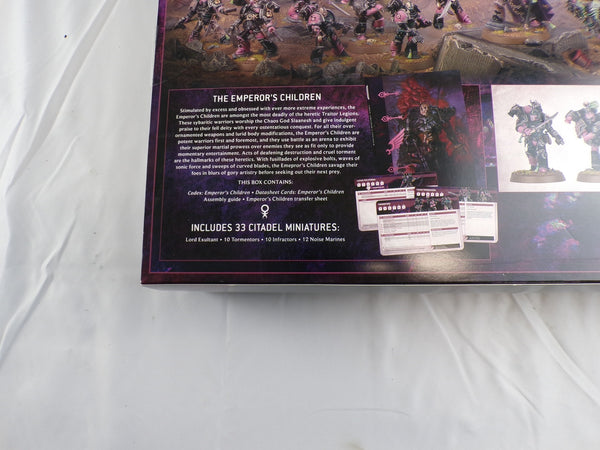 THE EMPEROR'S CHILDREN
Stimulated by excess and obsessed with ever more extreme experiences, the
Emperor's Children are amongst the most deadly of the heretic Traitor Legions.
These sybaritic warriors worship the Chaos God Slaanesh and give indulgent
praise to their fell deity with every ostentatious conquest. For all their over-
ornamented weapons and lurid body modifications, the Emperor's Children are
potent warriors first and foremost, and they use battle as an arena to exhibit
their superior martial prowess over enemies they see as fit only to provide
momentary entertainment. Acts of deafening destruction and cruel torment
are the hallmarks of these heretics. With fusillades of explosive bolts, waves of
sonic force and swoops of curved blades, the Emperor's Children savage their
foes in blurs of gory artistry before seeking out their next prey.
THIS BOX CONTAINS:
Codex: Emperor's Children • Datasheet Cards: Emperor's Children
Assembly guide • Emperor's Children transfer sheet
INCLUDES 33 CITADEL MINIATURES:
Lord Exultant • 10 Tormentors • 10 Infractors • 12 Noise Marines